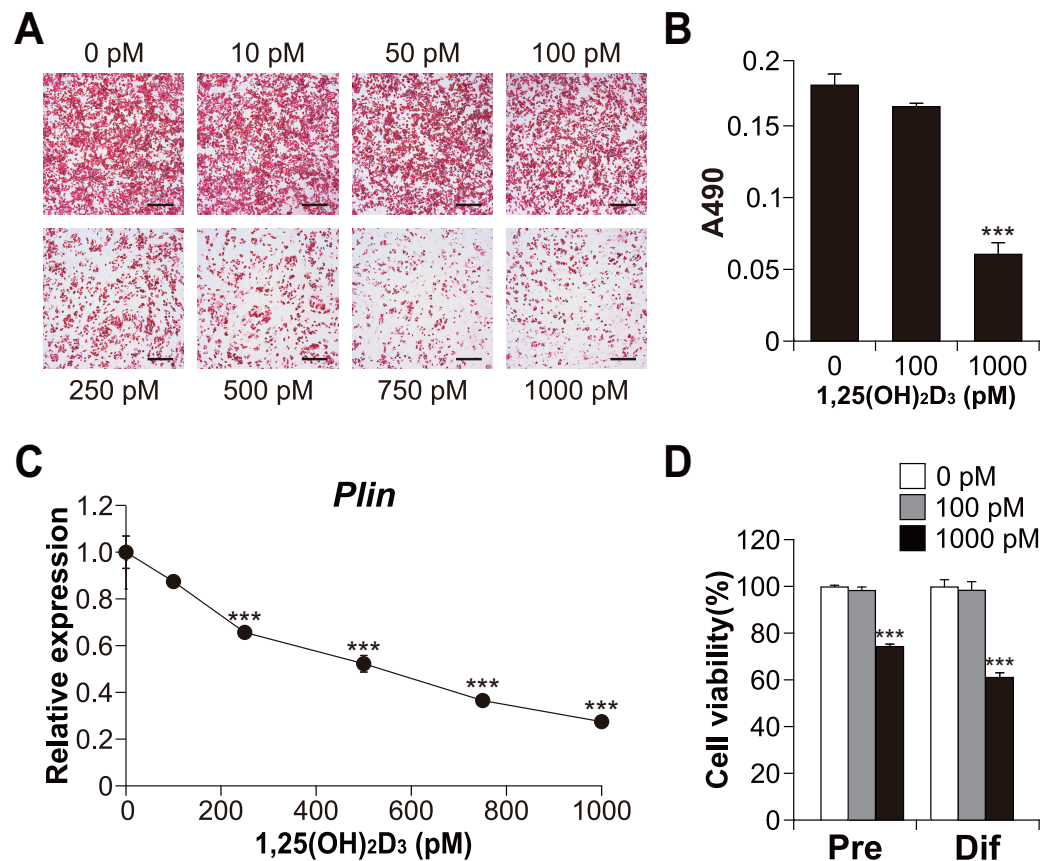 A
0 pM 10 pM 50 pM 100 pM
250 pM 500 pM 750 pM 1000 pM
B
0.2
0.15
0.1
0.05
0
A490
***
0 100 1000
1,25(OH)₂D₃ (pM)
C
Plin
1.2
1.0
0.8
0.6
0.4
0.2
0
Relative expression
*** *** *** ***
0 200 400 600 800 1000
1,25(OH)₂D₃ (pM)
D
0 pM
100 pM
1000 pM
120
100
80
60
40
20
0
Cell viability(%)
*** ***
Pre Dif